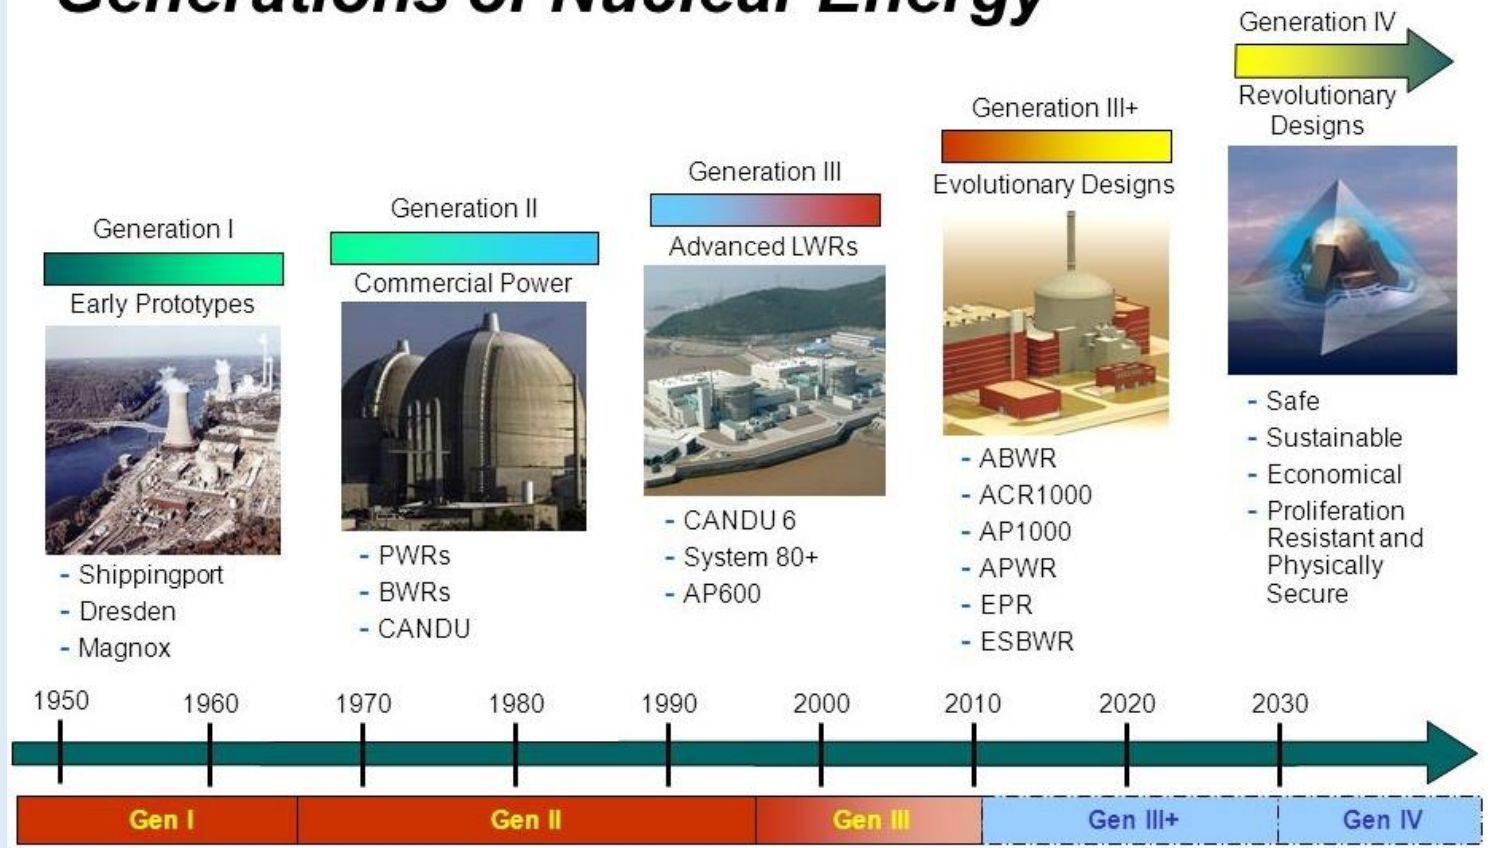 Generations of Nuclear Energy
Generation I
Early Prototypes
- Shippingport
- Dresden
- Magnox
Generation II
Commercial Power
- PWRs
- BWRs
- CANDU
Generation III
Advanced LWRs
- CANDU 6
- System 80+
- AP600
Generation III+
Evolutionary Designs
- ABWR
- ACR1000
- AP1000
- APWR
- EPR
- ESBWR
Generation IV
Revolutionary
Designs
- Safe
- Sustainable
- Economical
- Proliferation
Resistant and
Physically
Secure
1950 1960 1970 1980 1990 2000 2010 2020 2030
Gen I Gen II Gen III Gen III+ Gen IV